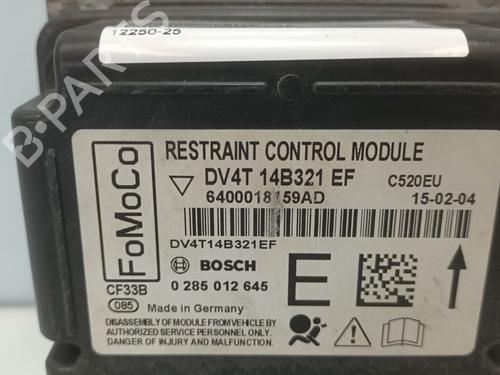 12250-25
B-PARTS
FoMoCo
RESTRAINT CONTROL MODULE
DV4T 14B321 EF C520EU
6400018159AD 15-02-04
DV4T14B321EF
BOSCH
CF33B 0 285 012 645 E
085 Made in Germany
DISASSEMBLY OF MODULE FROM VEHICLE BY
AUTHORIZED SERVICE PERSONNEL ONLY.
DANGER OF INJURY AND MALFUNCTION.